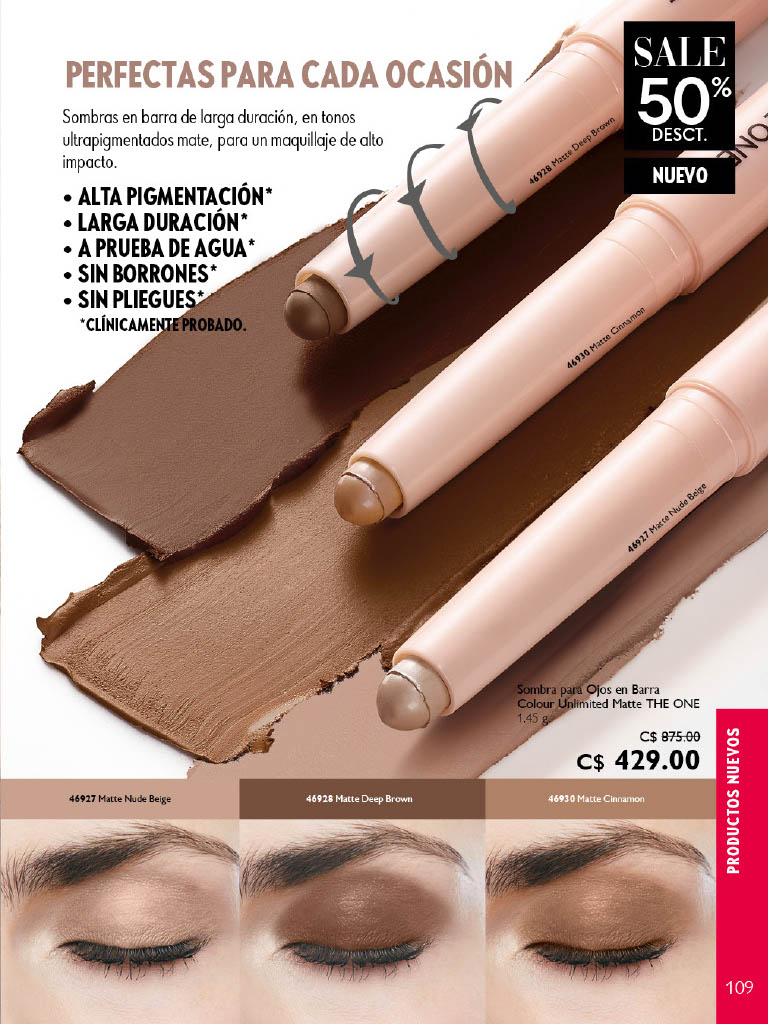 PERFECTAS PARA CADA OCASIÓN
Sombras en barra de larga duración, en tonos
ultrapigmentados mate, para un maquillaje de alto
impacto.
• ALTA PIGMENTACIÓN*
• LARGA DURACIÓN*
• A PRUEBA DE AGUA*
• SIN BORRONES*
• SIN PLIEGUES*
*CLÍNICAMENTE PROBADO.
SALE
50%
DESCT.
NUEVO
46928 Matte Deep Brown
46930 Matte Cinnamon
46927 Matte Nude Beige
Sombra para Ojos en Barra
Colour Unlimited Matte THE ONE
1.45 g
C$ 875.00
C$ 429.00
46927 Matte Nude Beige
46928 Matte Deep Brown
46930 Matte Cinnamon
PRODUCTOS NUEVOS
109